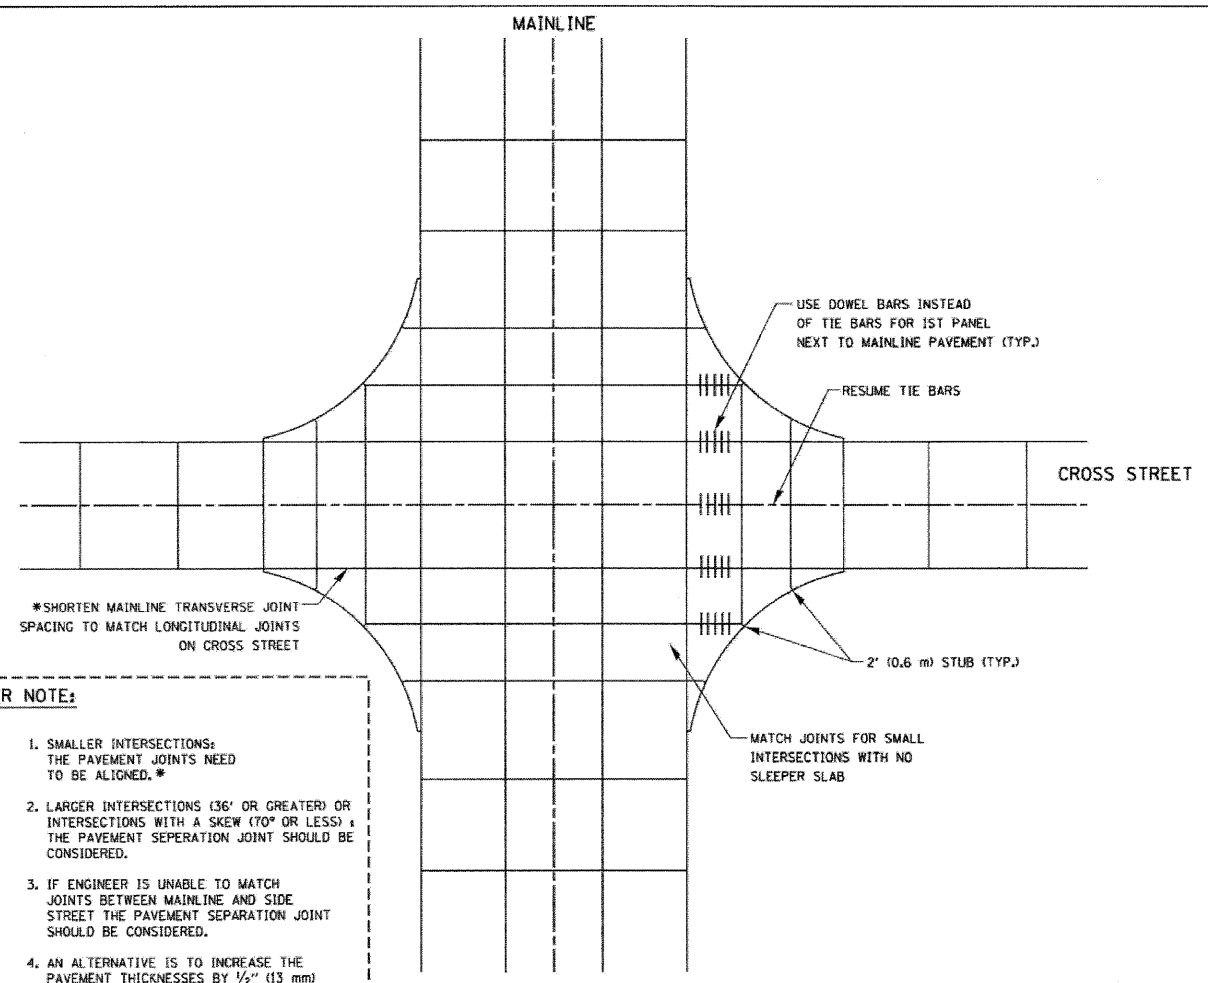 MAINLINE
USE DOWEL BARS INSTEAD
OF TIE BARS FOR 1ST PANEL
NEXT TO MAINLINE PAVEMENT (TYP.)
RESUME TIE BARS
CROSS STREET
*SHORTEN MAINLINE TRANSVERSE JOINT
SPACING TO MATCH LONGITUDINAL JOINTS
ON CROSS STREET
2' (0.6 m) STUB (TYP.)
MATCH JOINTS FOR SMALL
INTERSECTIONS WITH NO
SLEEPER SLAB
R NOTE:
1. SMALLER INTERSECTIONS:
THE PAVEMENT JOINTS NEED
TO BE ALIGNED.*
2. LARGER INTERSECTIONS (36' OR GREATER) OR
INTERSECTIONS WITH A SKEW (70° OR LESS) :
THE PAVEMENT SEPERATION JOINT SHOULD BE
CONSIDERED.
3. IF ENGINEER IS UNABLE TO MATCH
JOINTS BETWEEN MAINLINE AND SIDE
STREET THE PAVEMENT SEPARATION JOINT
SHOULD BE CONSIDERED.
4. AN ALTERNATIVE IS TO INCREASE THE
PAVEMENT THICKNESSES BY 1/2" (13 mm)